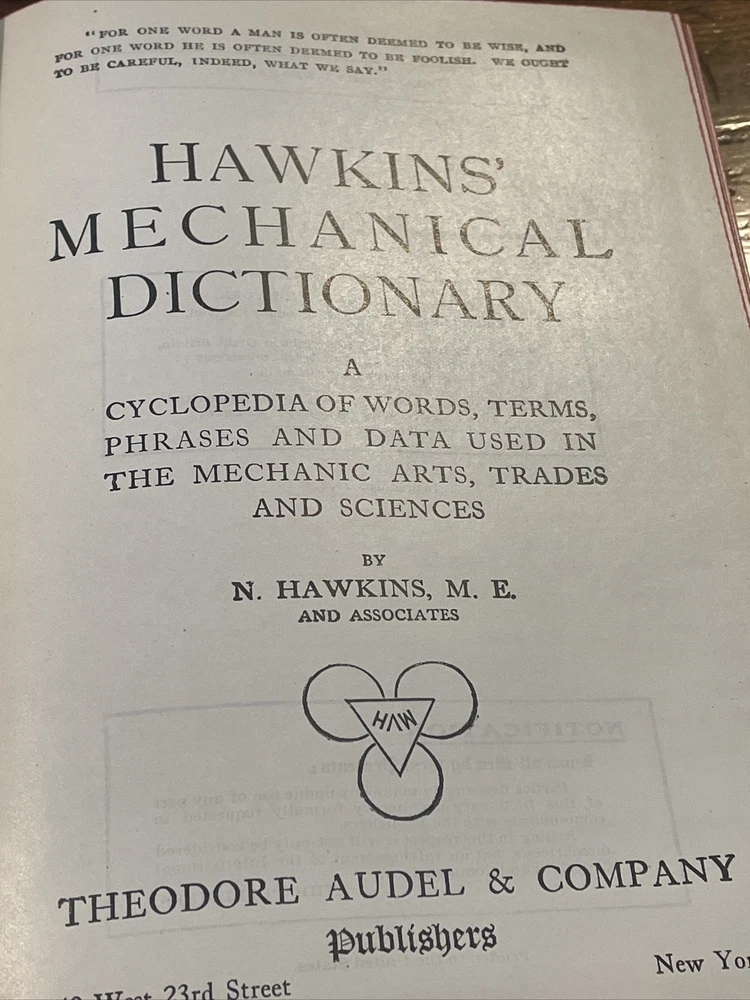 "FOR ONE WORD A MAN IS OFTEN DEEMED TO BE WISE, AND
FOR ONE WORD HE IS OFTEN DEEMED TO BE FOOLISH. WE OUGHT
TO BE CAREFUL, INDEED, WHAT WE SAY."
HAWKINS'
MECHANICAL
DICTIONARY
A
CYCLOPEDIA OF WORDS, TERMS,
PHRASES AND DATA USED IN
THE MECHANIC ARTS, TRADES
AND SCIENCES
BY
N. HAWKINS, M. E.
AND ASSOCIATES
HAW
THEODORE AUDEL & COMPANY
Publishers
West 23rd Street
New